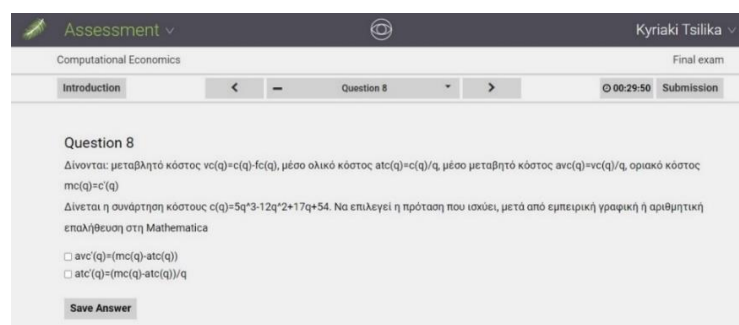 Assessment
Kyriaki Tsilika
Computational Economics
Final exam
Introduction
Question 8
00:29:50
Submission
Question 8
Δίνονται: μεταβλητό κόστος vc(q)=c(q)-fc(q), μέσο ολικό κόστος atc(q)=c(q)/q, μέσο μεταβητό κόστος avc(q)=vc(q)/q, οριακό κόστος
mc(q)=c'(q)
Δίνεται η συνάρτηση κόστους c(q)=5q^3-12q^2+17q+54. Να επιλεγεί η πρόταση που ισχύει, μετά από εμπειρική γραφική ή αριθμητική
επαλήθευση στη Mathematica
avc'(q)=(mc(q)-atc(q))
atc'(q)=(mc(q)-atc(q))/q
Save Answer